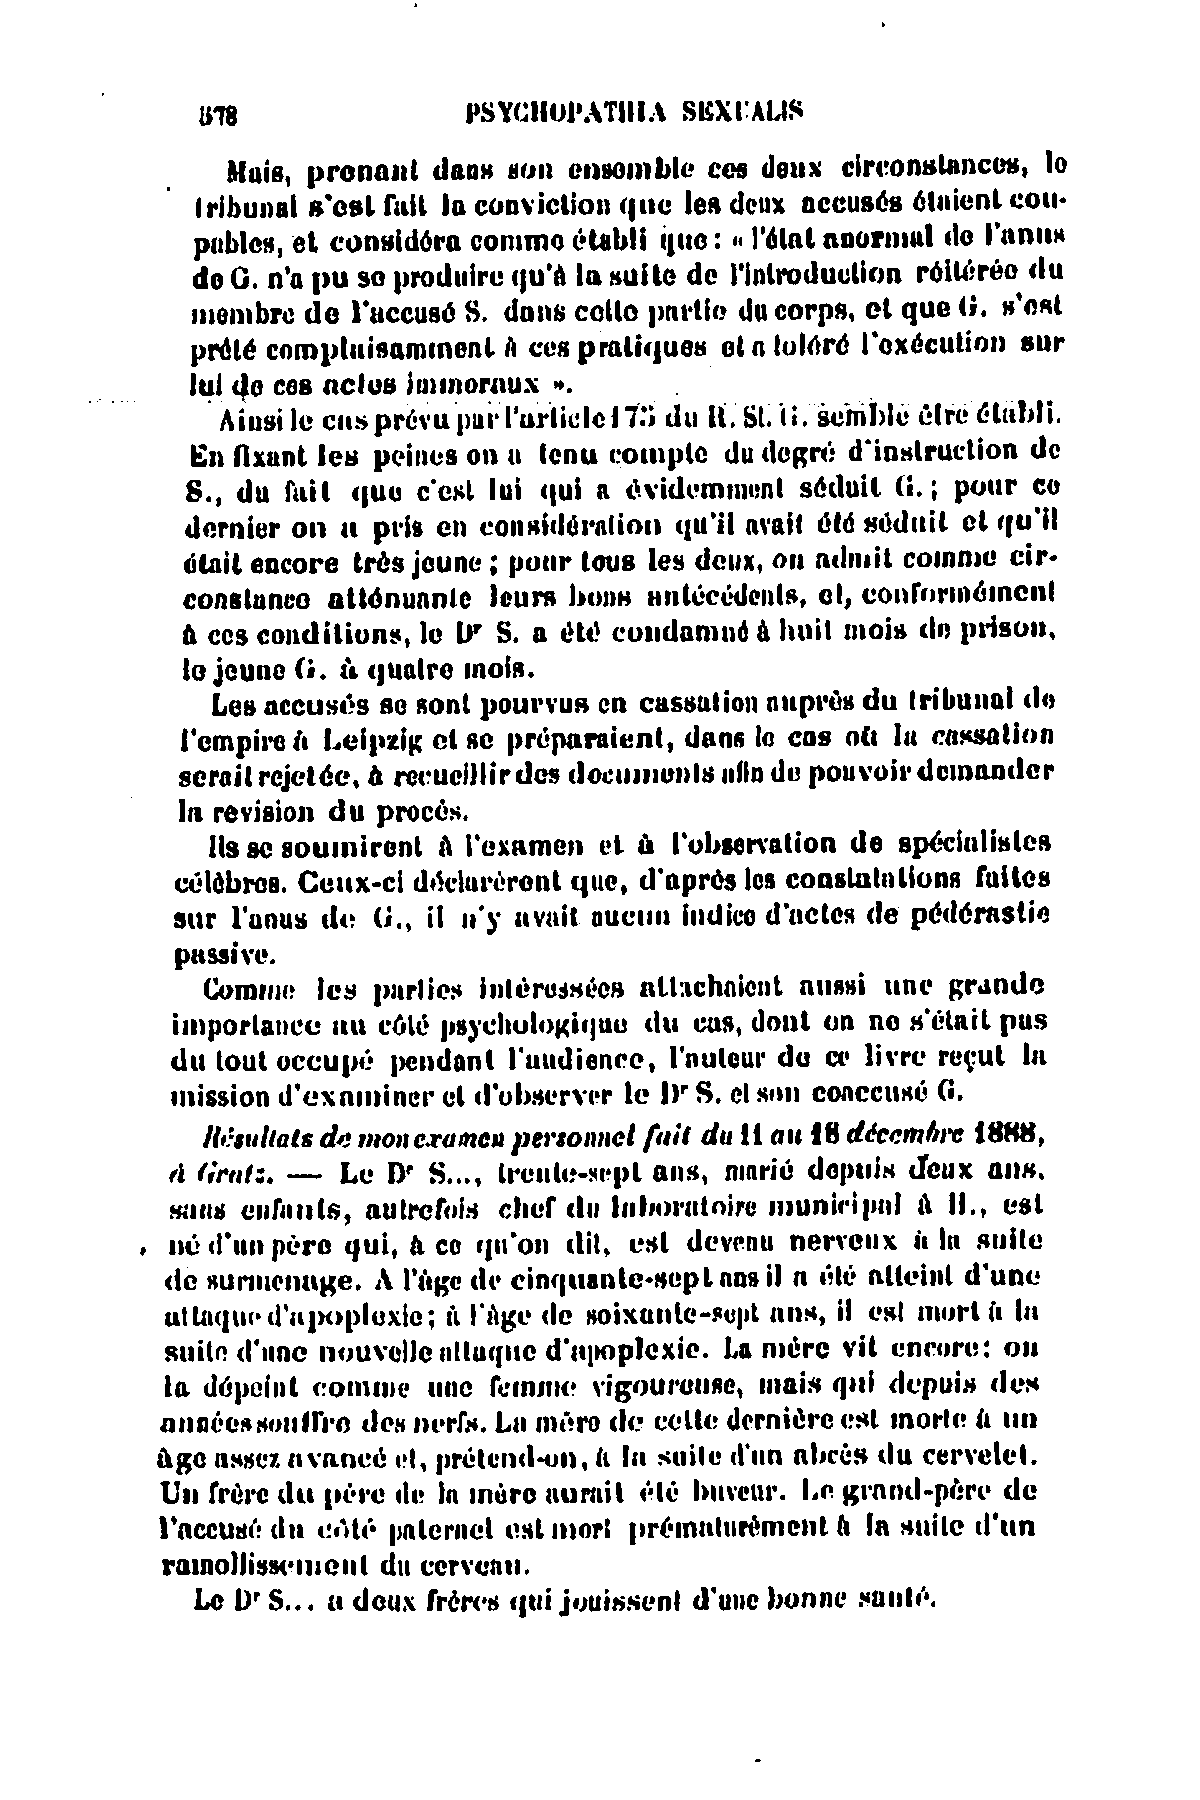 578 PSYCHOPATHIA SEXUALIS
Mais, prenant dans son ensemble ces deux circonstances, le
tribunal s'est fait la conviction que les deux accusés étaient cou-
pables, et considéra comme établi que : « l'état anormal de l'anus
de G. n'a pu se produire qu'à la suite de l'introduction réitérée du
membre de l'accusé S. dans cette partie du corps, et que G. s'est
prêté complaisamment à ces pratiques et a toléré l'exécution sur
lui de ces actes immoraux ».
Ainsi le cas prévu par l'article 175 du R. St. G. semble être établi.
En fixant les peines on a tenu compte du degré d'instruction de
S., du fait que c'est lui qui a évidemment séduit G. ; pour ce
dernier on a pris en considération qu'il avait été séduit et qu'il
était encore très jeune ; pour tous les deux, on admit comme cir-
constance atténuante leurs bons antécédents, et, conformément
à ces conditions, le Dr S. a été condamné à huit mois de prison,
le jeune G. à quatre mois.
Les accusés se sont pourvus en cassation auprès du tribunal de
l'empire à Leipzig et se préparaient, dans le cas où la cassation
serait rejetée, à recueillir des documents afin de pouvoir demander
la revision du procès.
Ils se soumirent à l'examen et à l'observation de spécialistes
célèbres. Ceux-ci déclarèrent que, d'après les constatations faites
sur l'anus de G., il n'y avait aucun indice d'actes de pédérastie
passive.
Comme les parties intéressées attachaient aussi une grande
importance au côté psychologique du cas, dont on ne s'était pas
du tout occupé pendant l'audience, l'auteur de ce livre reçut la
mission d'examiner et d'observer le Dr S. et son coaccusé G.
Résultats de mon examen personnel fait du 11 au 18 décembre 1888,
à Gratz. — Le Dr S..., trente-sept ans, marié depuis deux ans,
sans enfants, autrefois chef du laboratoire municipal à H., est
né d'un père qui, à ce qu'on dit, est devenu nerveux à la suite
de surmenage. A l'âge de cinquante-sept ans il a été atteint d'une
attaque d'apoplexie ; à l'âge de soixante-sept ans, il est mort à la
suite d'une nouvelle attaque d'apoplexie. La mère vit encore : on
la dépeint comme une femme vigoureuse, mais qui depuis des
années souffre des nerfs. La mère de cette dernière est morte à un
âge assez avancé et, prétend-on, à la suite d'un abcès du cervelet.
Un frère du père de la mère aurait été buveur. Le grand-père de
l'accusé du côté paternel est mort prématurément à la suite d'un
ramollissement du cerveau.
Le Dr S... a deux frères qui jouissent d'une bonne santé.